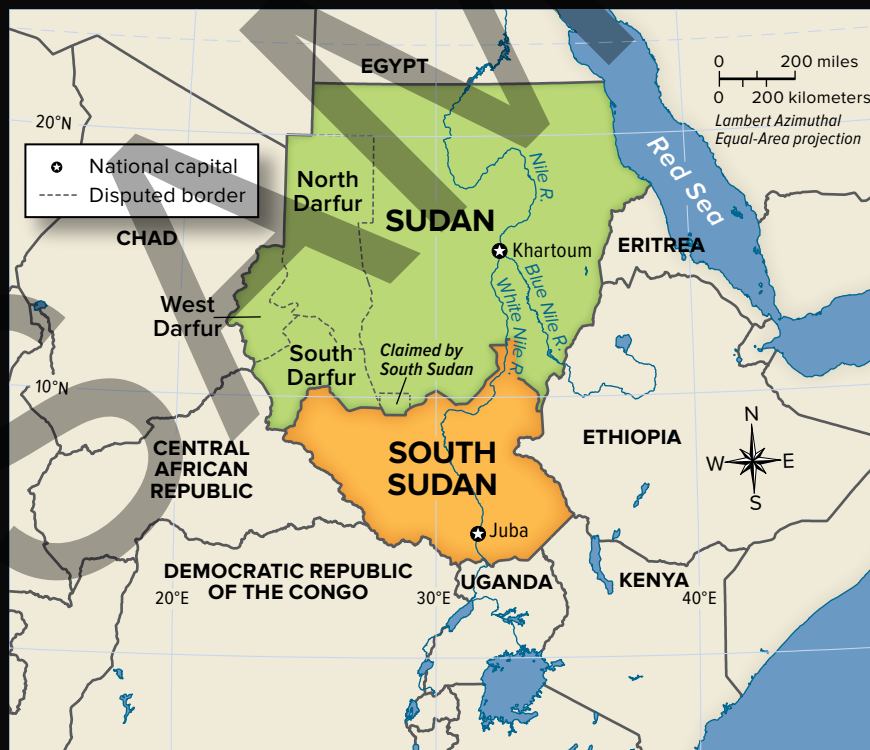 EGYPT
0 200 miles
0 200 kilometers
Lambert Azimuthal
Equal-Area projection
20°N
National capital
Disputed border
North
Darfur
SUDAN
Nile R.
Red Sea
CHAD
Khartoum
ERITREA
West
Darfur
White Nile R.
Blue Nile R.
South
Darfur
Claimed by
South Sudan
10°N
CENTRAL
AFRICAN
REPUBLIC
SOUTH
SUDAN
ETHIOPIA
N
W E
S
Juba
DEMOCRATIC REPUBLIC
OF THE CONGO
UGANDA
KENYA
20°E
30°E
40°E